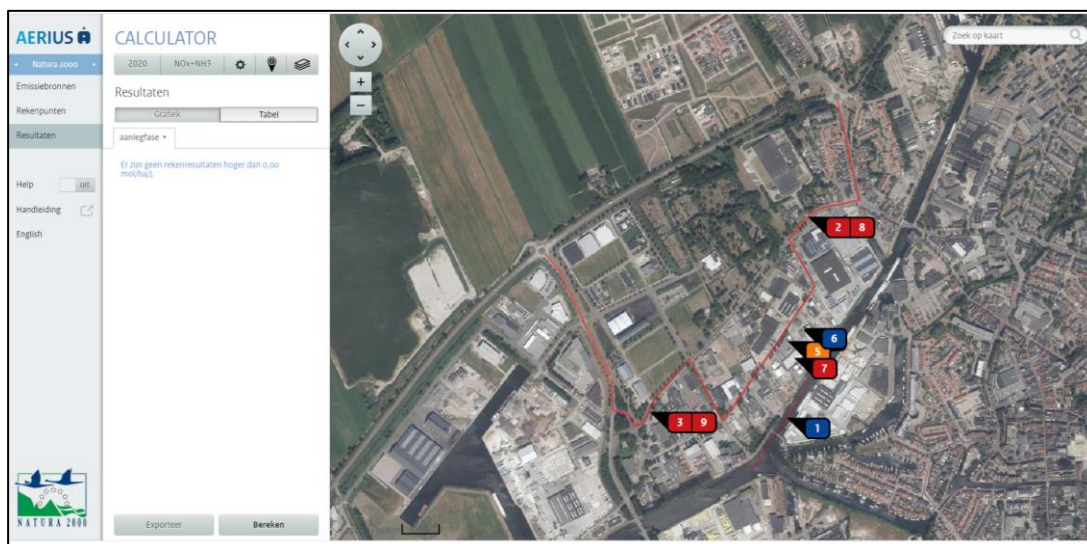 AERIUS
CALCULATOR
Natura 2000
2020
NOx+NH3
Emissiebronnen
Rekenpunten
Resultaten
Resultaten
Grafiek
Tabel
aanlegfase
Er zijn geen rekenresultaten hoger dan 0,00
mol/ha/j.
Help
uit
Handleiding
English
NATURA 2000
Exporteer
Bereken
Zoek op kaart
2 8
6
5
7
3 9
1